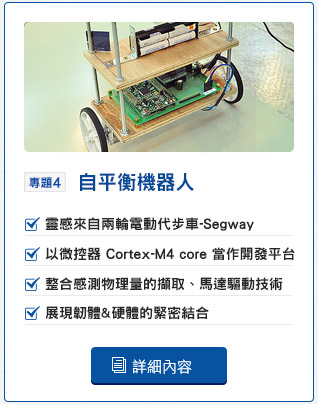 專題4 自平衡機器人
靈感來自兩輪電動代步車-Segway
以微控器 Cortex-M4 core 當作開發平台
整合感測物理量的擷取、馬達驅動技術
展現韌體&硬體的緊密結合
詳細內容